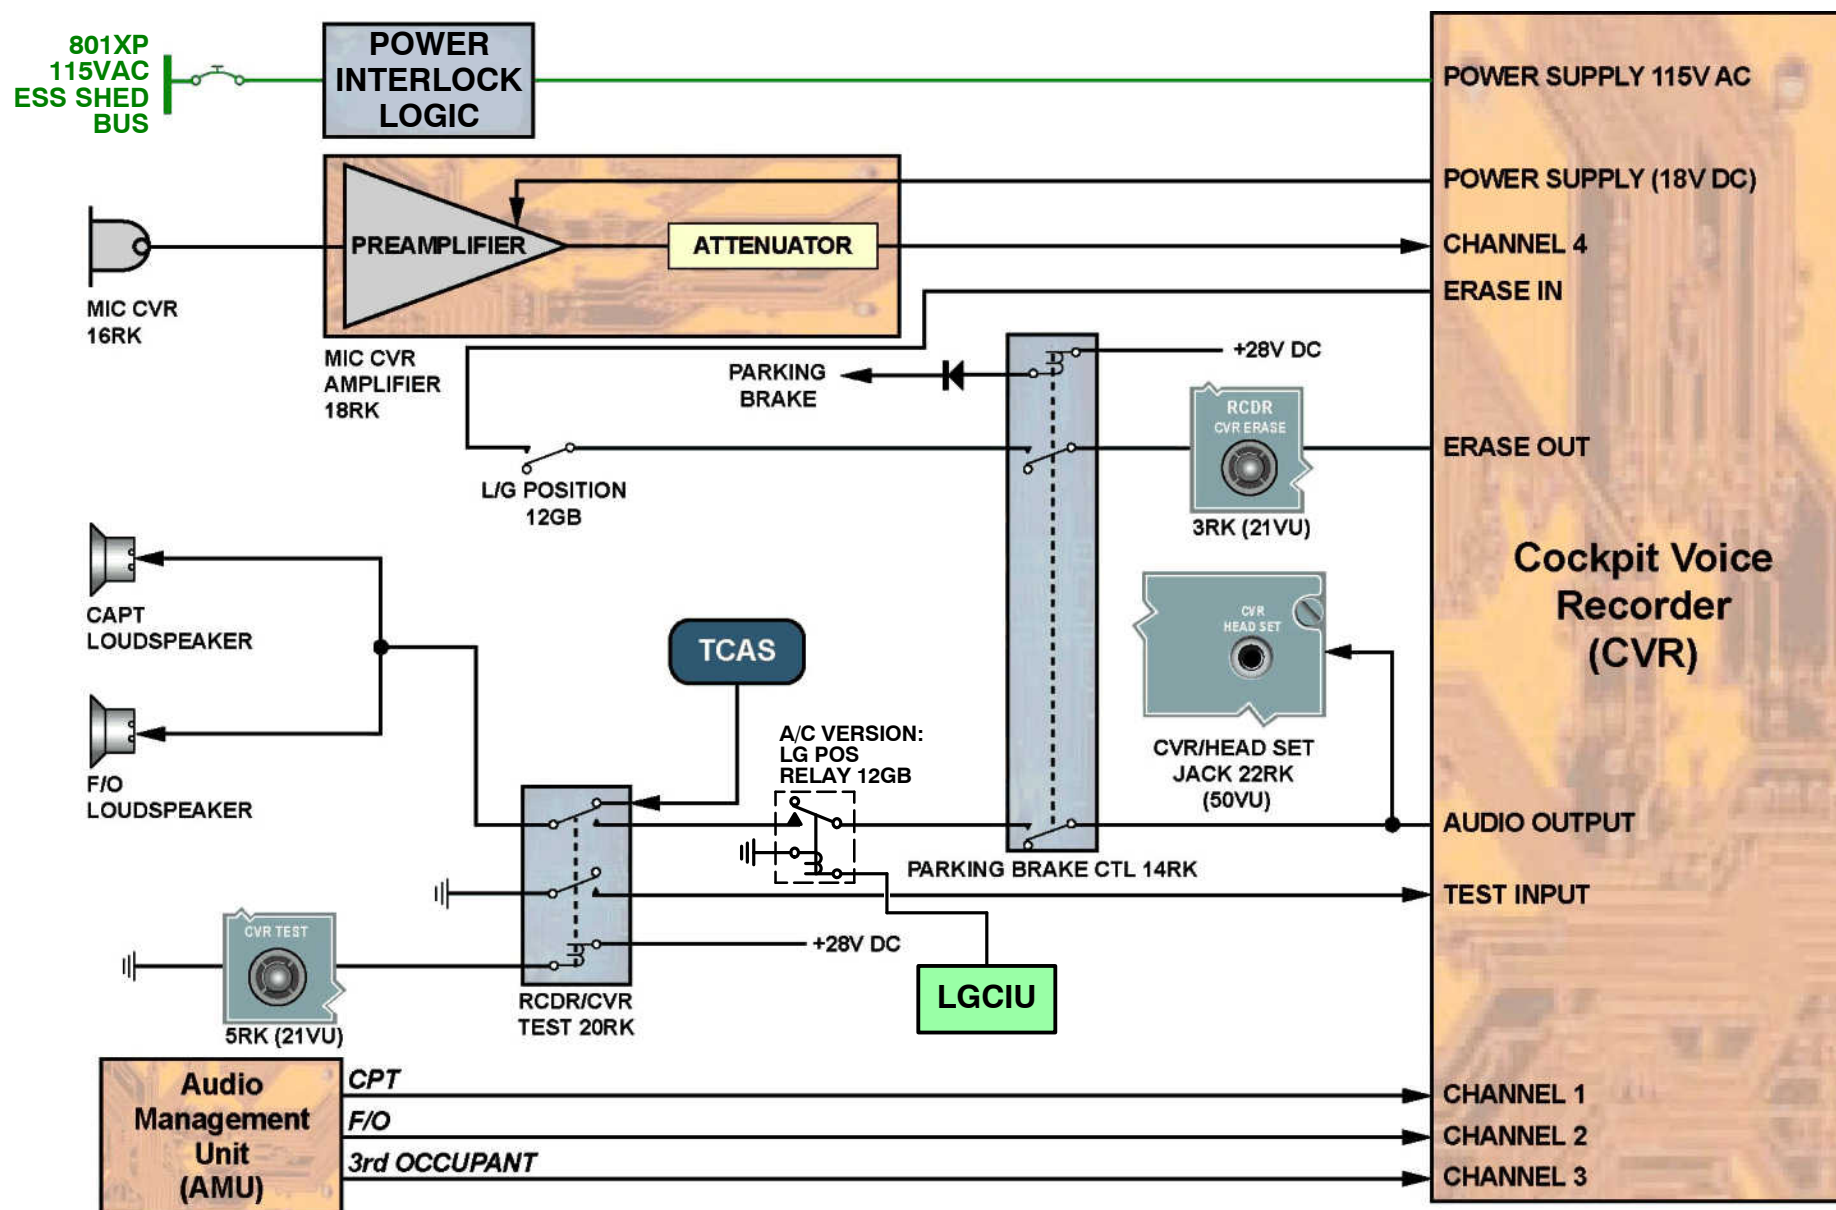 801XP
115VAC
ESS SHED
BUS
POWER
INTERLOCK
LOGIC
POWER SUPPLY 115V AC
POWER SUPPLY (18V DC)
PREAMPLIFIER
ATTENUATOR
CHANNEL 4
MIC CVR
16RK
ERASE IN
MIC CVR
AMPLIFIER
18RK
PARKING
BRAKE
+28V DC
RCDR
CVR ERASE
ERASE OUT
L/G POSITION
12GB
3RK (21VU)
Cockpit Voice
Recorder
(CVR)
CAPT
LOUDSPEAKER
TCAS
CVR
HEAD SET
A/C VERSION:
LG POS
RELAY 12GB
CVR/HEAD SET
JACK 22RK
(50VU)
F/O
LOUDSPEAKER
AUDIO OUTPUT
PARKING BRAKE CTL 14RK
TEST INPUT
CVR TEST
+28V DC
LGCIU
RCDR/CVR
TEST 20RK
5RK (21VU)
Audio
Management
Unit
(AMU)
CPT
F/O
3rd OCCUPANT
CHANNEL 1
CHANNEL 2
CHANNEL 3